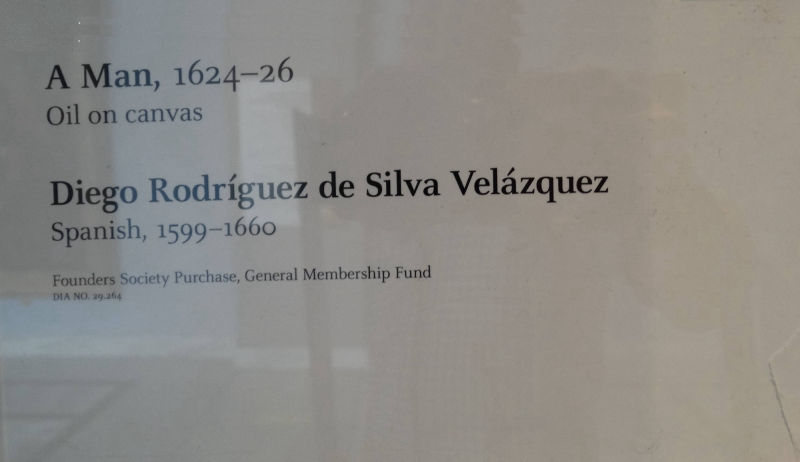 A Man, 1624–26
Oil on canvas
Diego Rodríguez de Silva Velázquez
Spanish, 1599–1660
Founders Society Purchase, General Membership Fund
DIA NO. 29.264